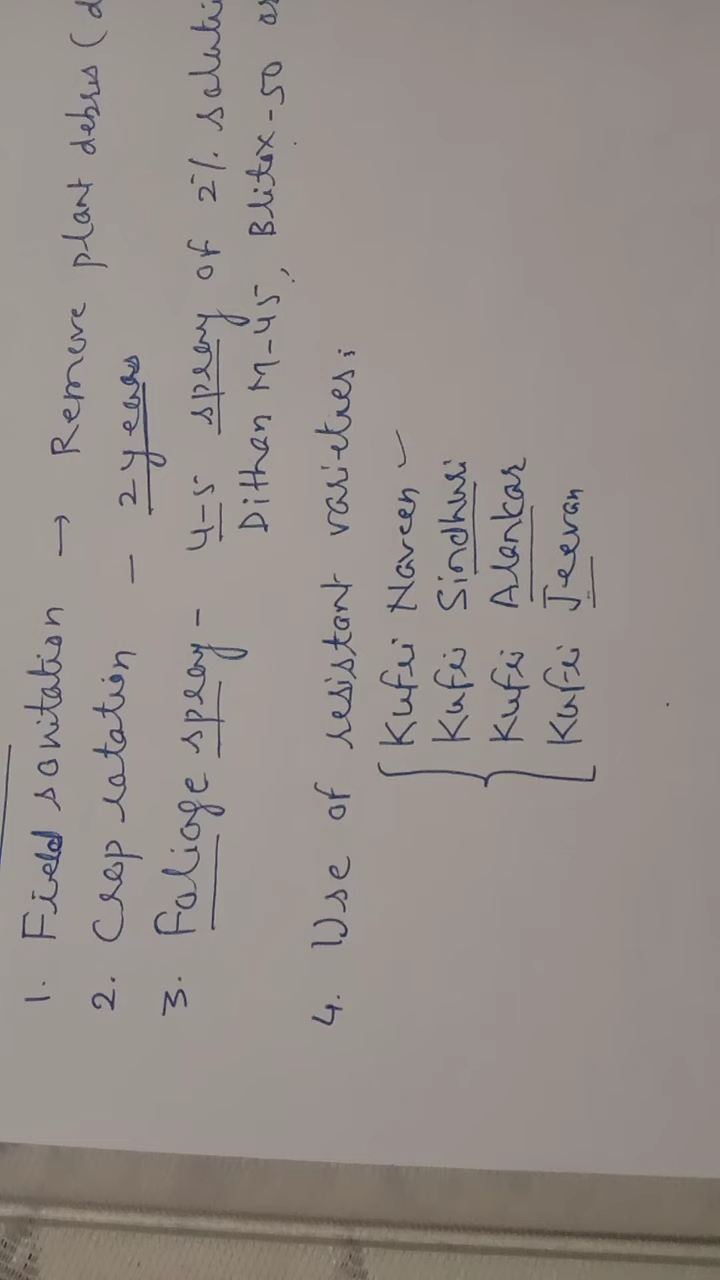 1. Field sanitation → Remove plant debris (d
2. Crop rotation - 2 years
3. Foliage spray - 4-5 spray of 2% soluti
Dithan M-45, Blitox-50 or
4. Use of resistant varieties;
Kufri Naveen
Kufri Sindhuri
Kufri Alankar
Kufri Jeevan